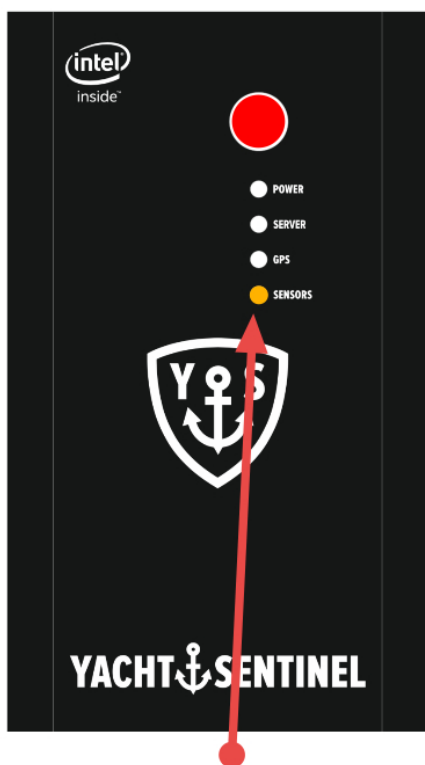 intel
inside™
POWER
SERVER
GPS
SENSORS
Y S
YACHT SENTINEL